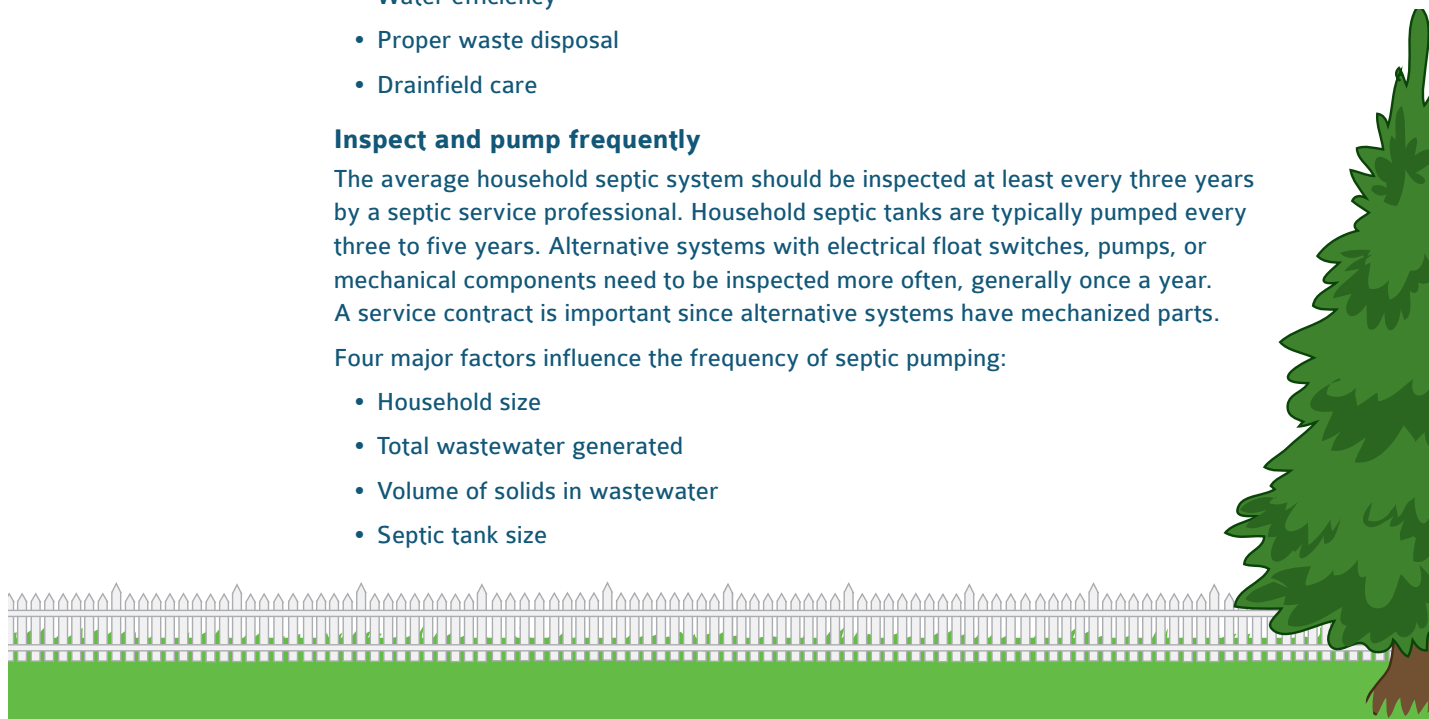 Water efficiency
• Proper waste disposal
• Drainfield care
Inspect and pump frequently
The average household septic system should be inspected at least every three years
by a septic service professional. Household septic tanks are typically pumped every
three to five years. Alternative systems with electrical float switches, pumps, or
mechanical components need to be inspected more often, generally once a year.
A service contract is important since alternative systems have mechanized parts.
Four major factors influence the frequency of septic pumping:
• Household size
• Total wastewater generated
• Volume of solids in wastewater
• Septic tank size